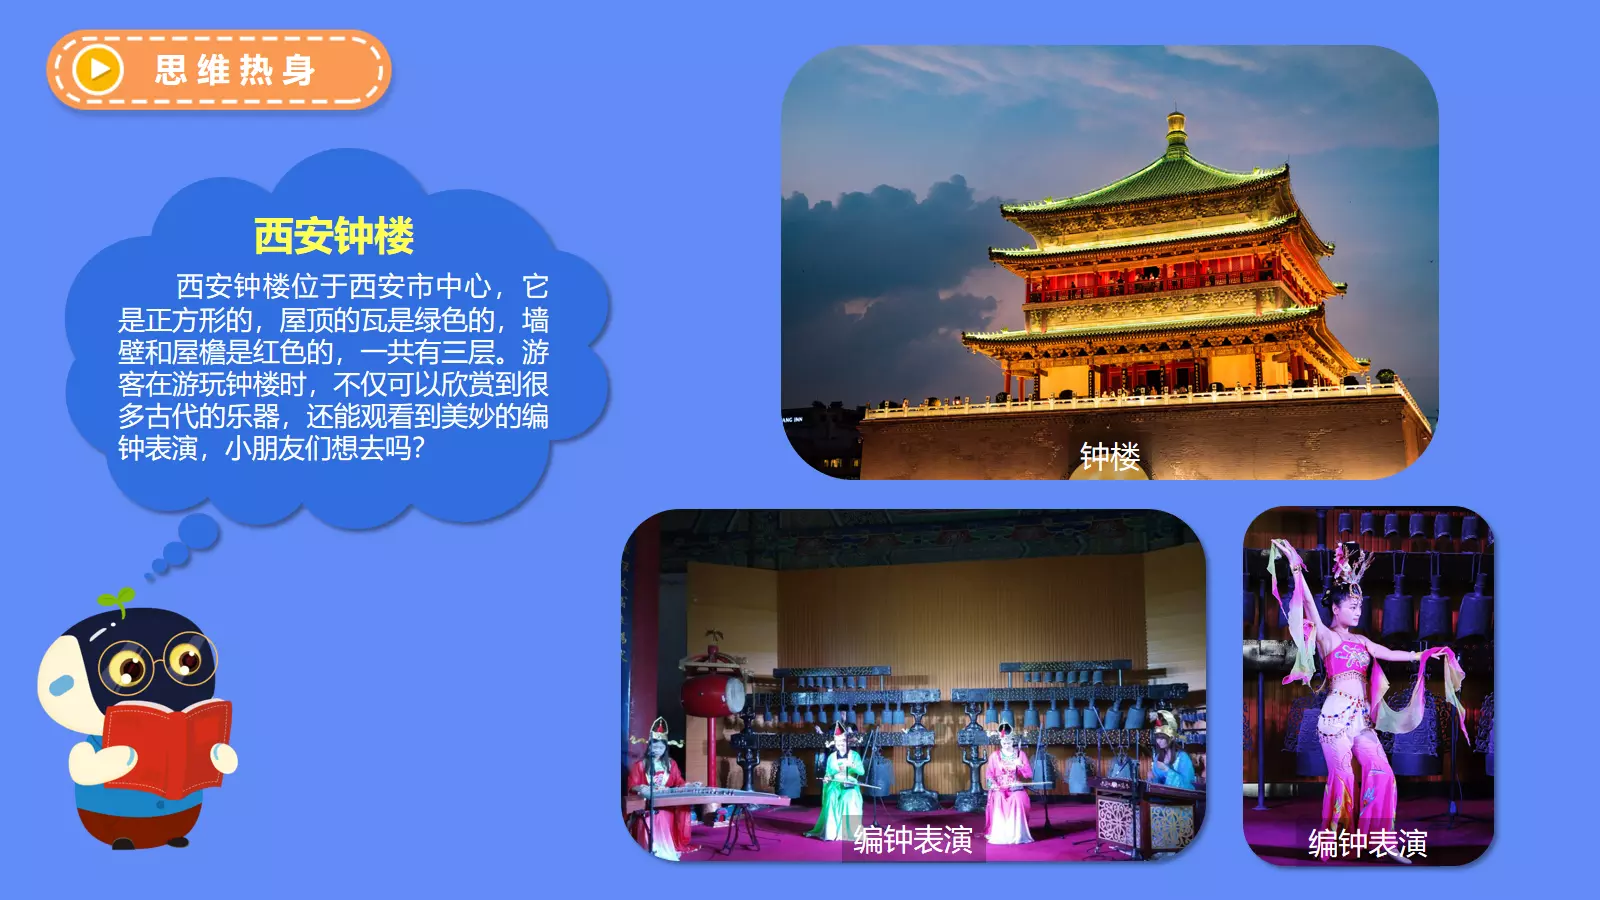 思维热身
西安钟楼
西安钟楼位于西安市中心，它
是正方形的，屋顶的瓦是绿色的，墙
壁和屋檐是红色的，一共有三层。游
客在游玩钟楼时，不仅可以欣赏到很
多古代的乐器，还能观看到美妙的编
钟表演，小朋友们想去吗？
钟楼
编钟表演
编钟表演